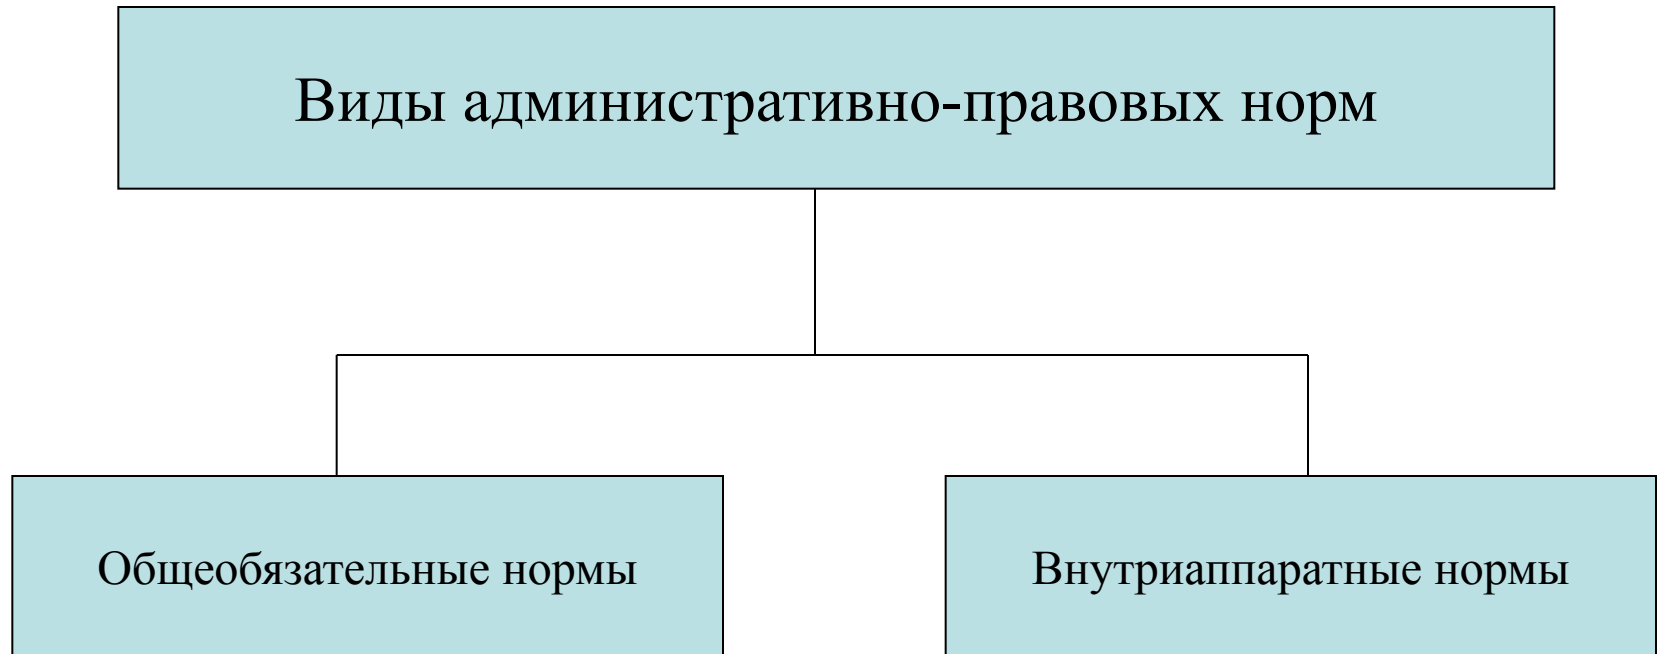 Виды административно-правовых норм
Общеобязательные нормы
Внутриаппаратные нормы